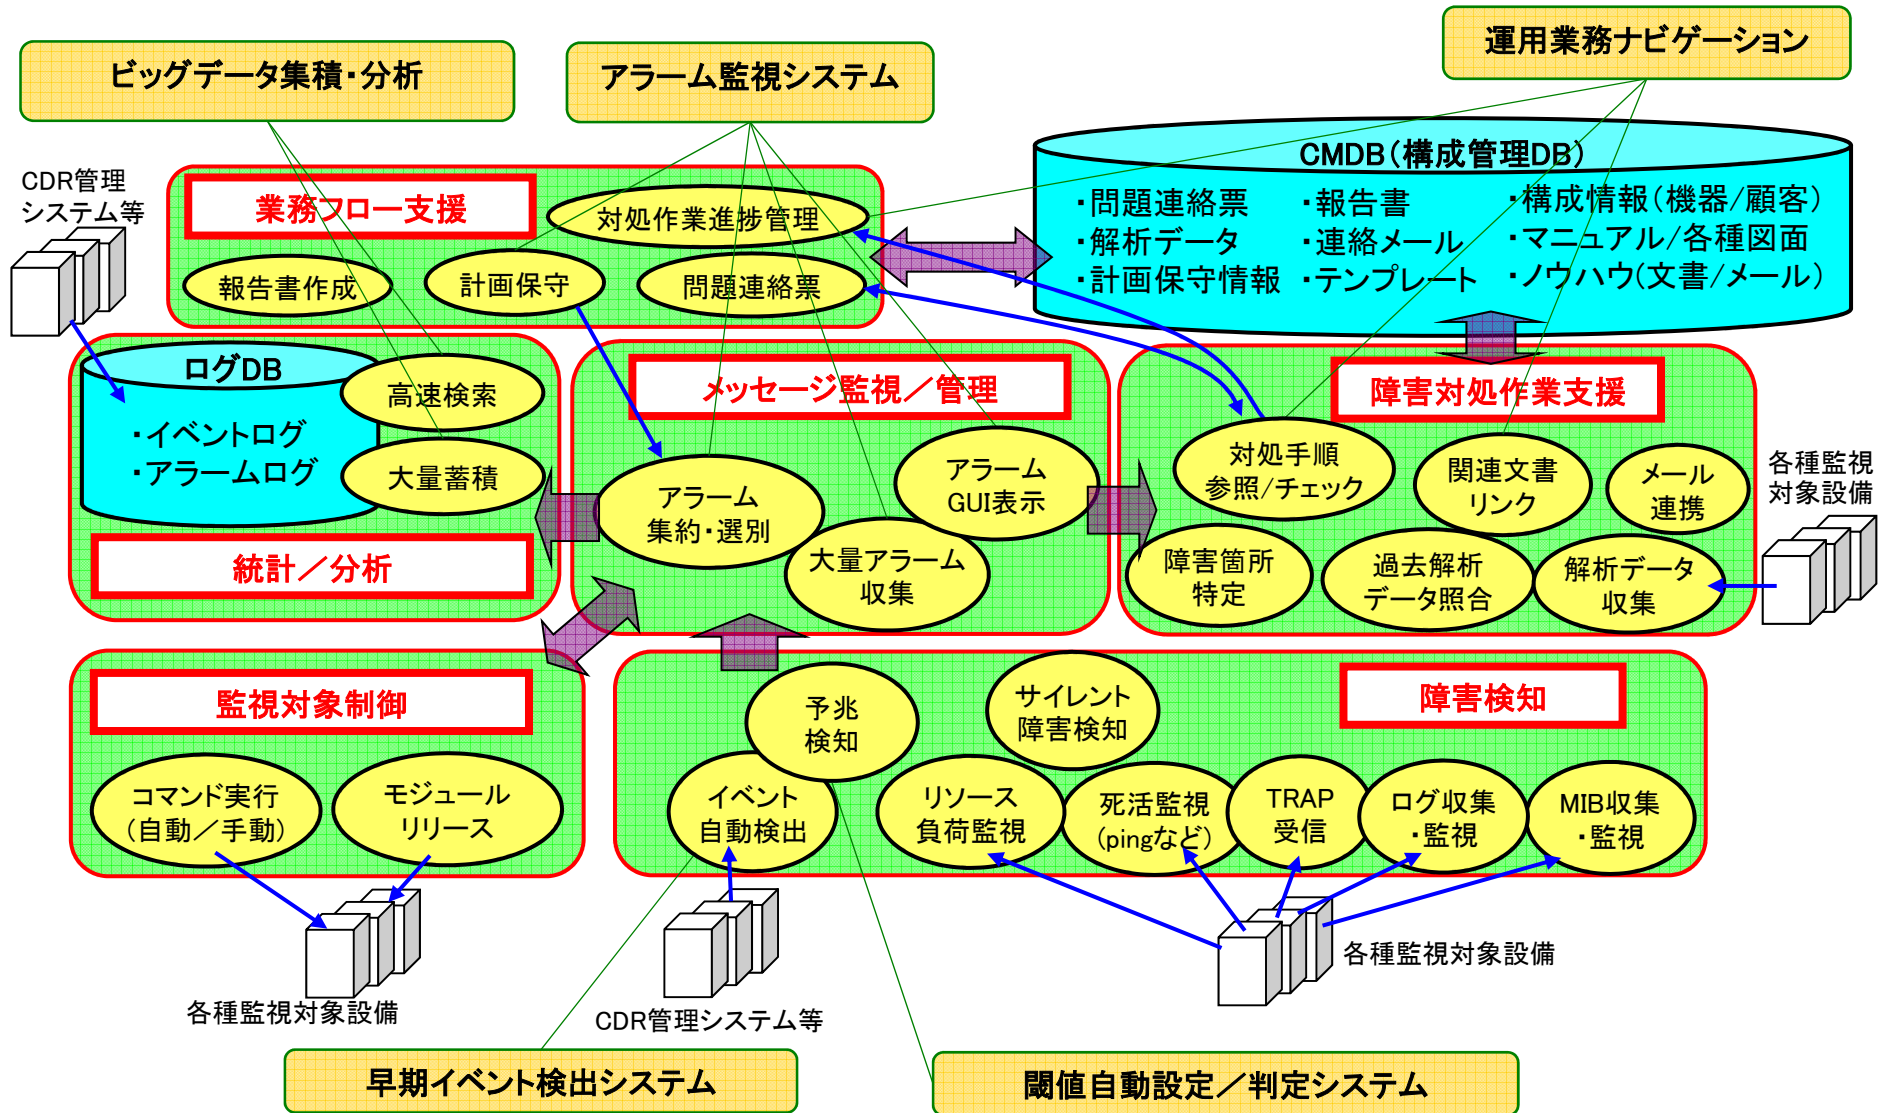 ビッグデータ集積・分析
アラーム監視システム
運用業務ナビゲーション
CDR管理
システム等
業務フロー支援
対処作業進捗管理
報告書作成
計画保守
問題連絡票
CMDB（構成管理DB）
・問題連絡票
・報告書
・構成情報（機器/顧客）
・解析データ
・連絡メール
・マニュアル/各種図面
・計画保守情報
・テンプレート
・ノウハウ(文書/メール)
ログDB
・イベントログ
・アラームログ
高速検索
大量蓄積
統計／分析
メッセージ監視／管理
アラーム
集約・選別
アラーム
GUI表示
大量アラーム
収集
障害対処作業支援
対処手順
参照/チェック
関連文書
リンク
メール
連携
障害箇所
特定
過去解析
データ照合
解析データ
収集
各種監視
対象設備
監視対象制御
コマンド実行
（自動／手動）
モジュール
リリース
各種監視対象設備
障害検知
予兆
検知
サイレント
障害検知
イベント
自動検出
リソース
負荷監視
死活監視
(pingなど)
TRAP
受信
ログ収集
・監視
MIB収集
・監視
CDR管理システム等
各種監視対象設備
早期イベント検出システム
閾値自動設定／判定システム